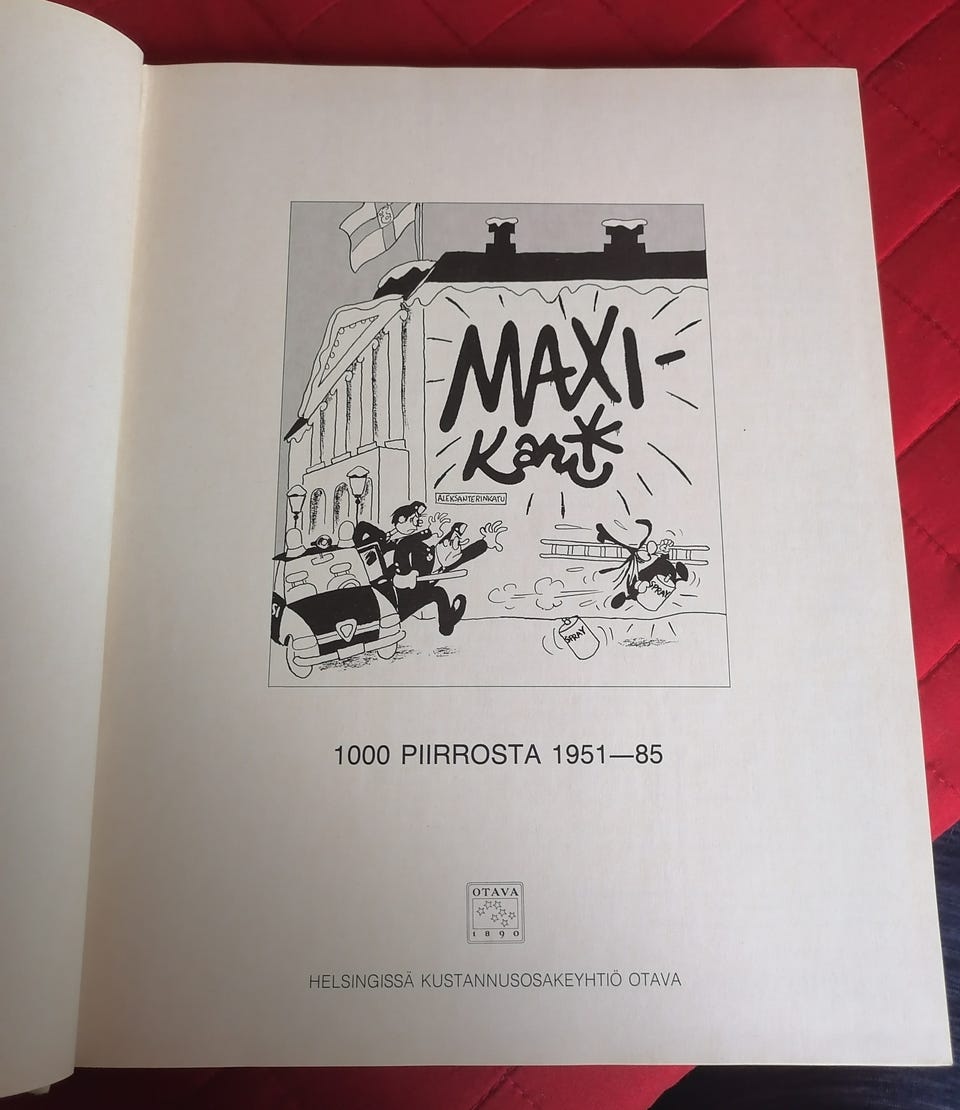 MAXI-
Kari
ALEKSANTERINKATU
SPRAY
SPRAY
1000 PIIRROSTA 1951—85
OTAVA
1890
HELSINGISSÄ KUSTANNUSOSAKEYHTIÖ OTAVA